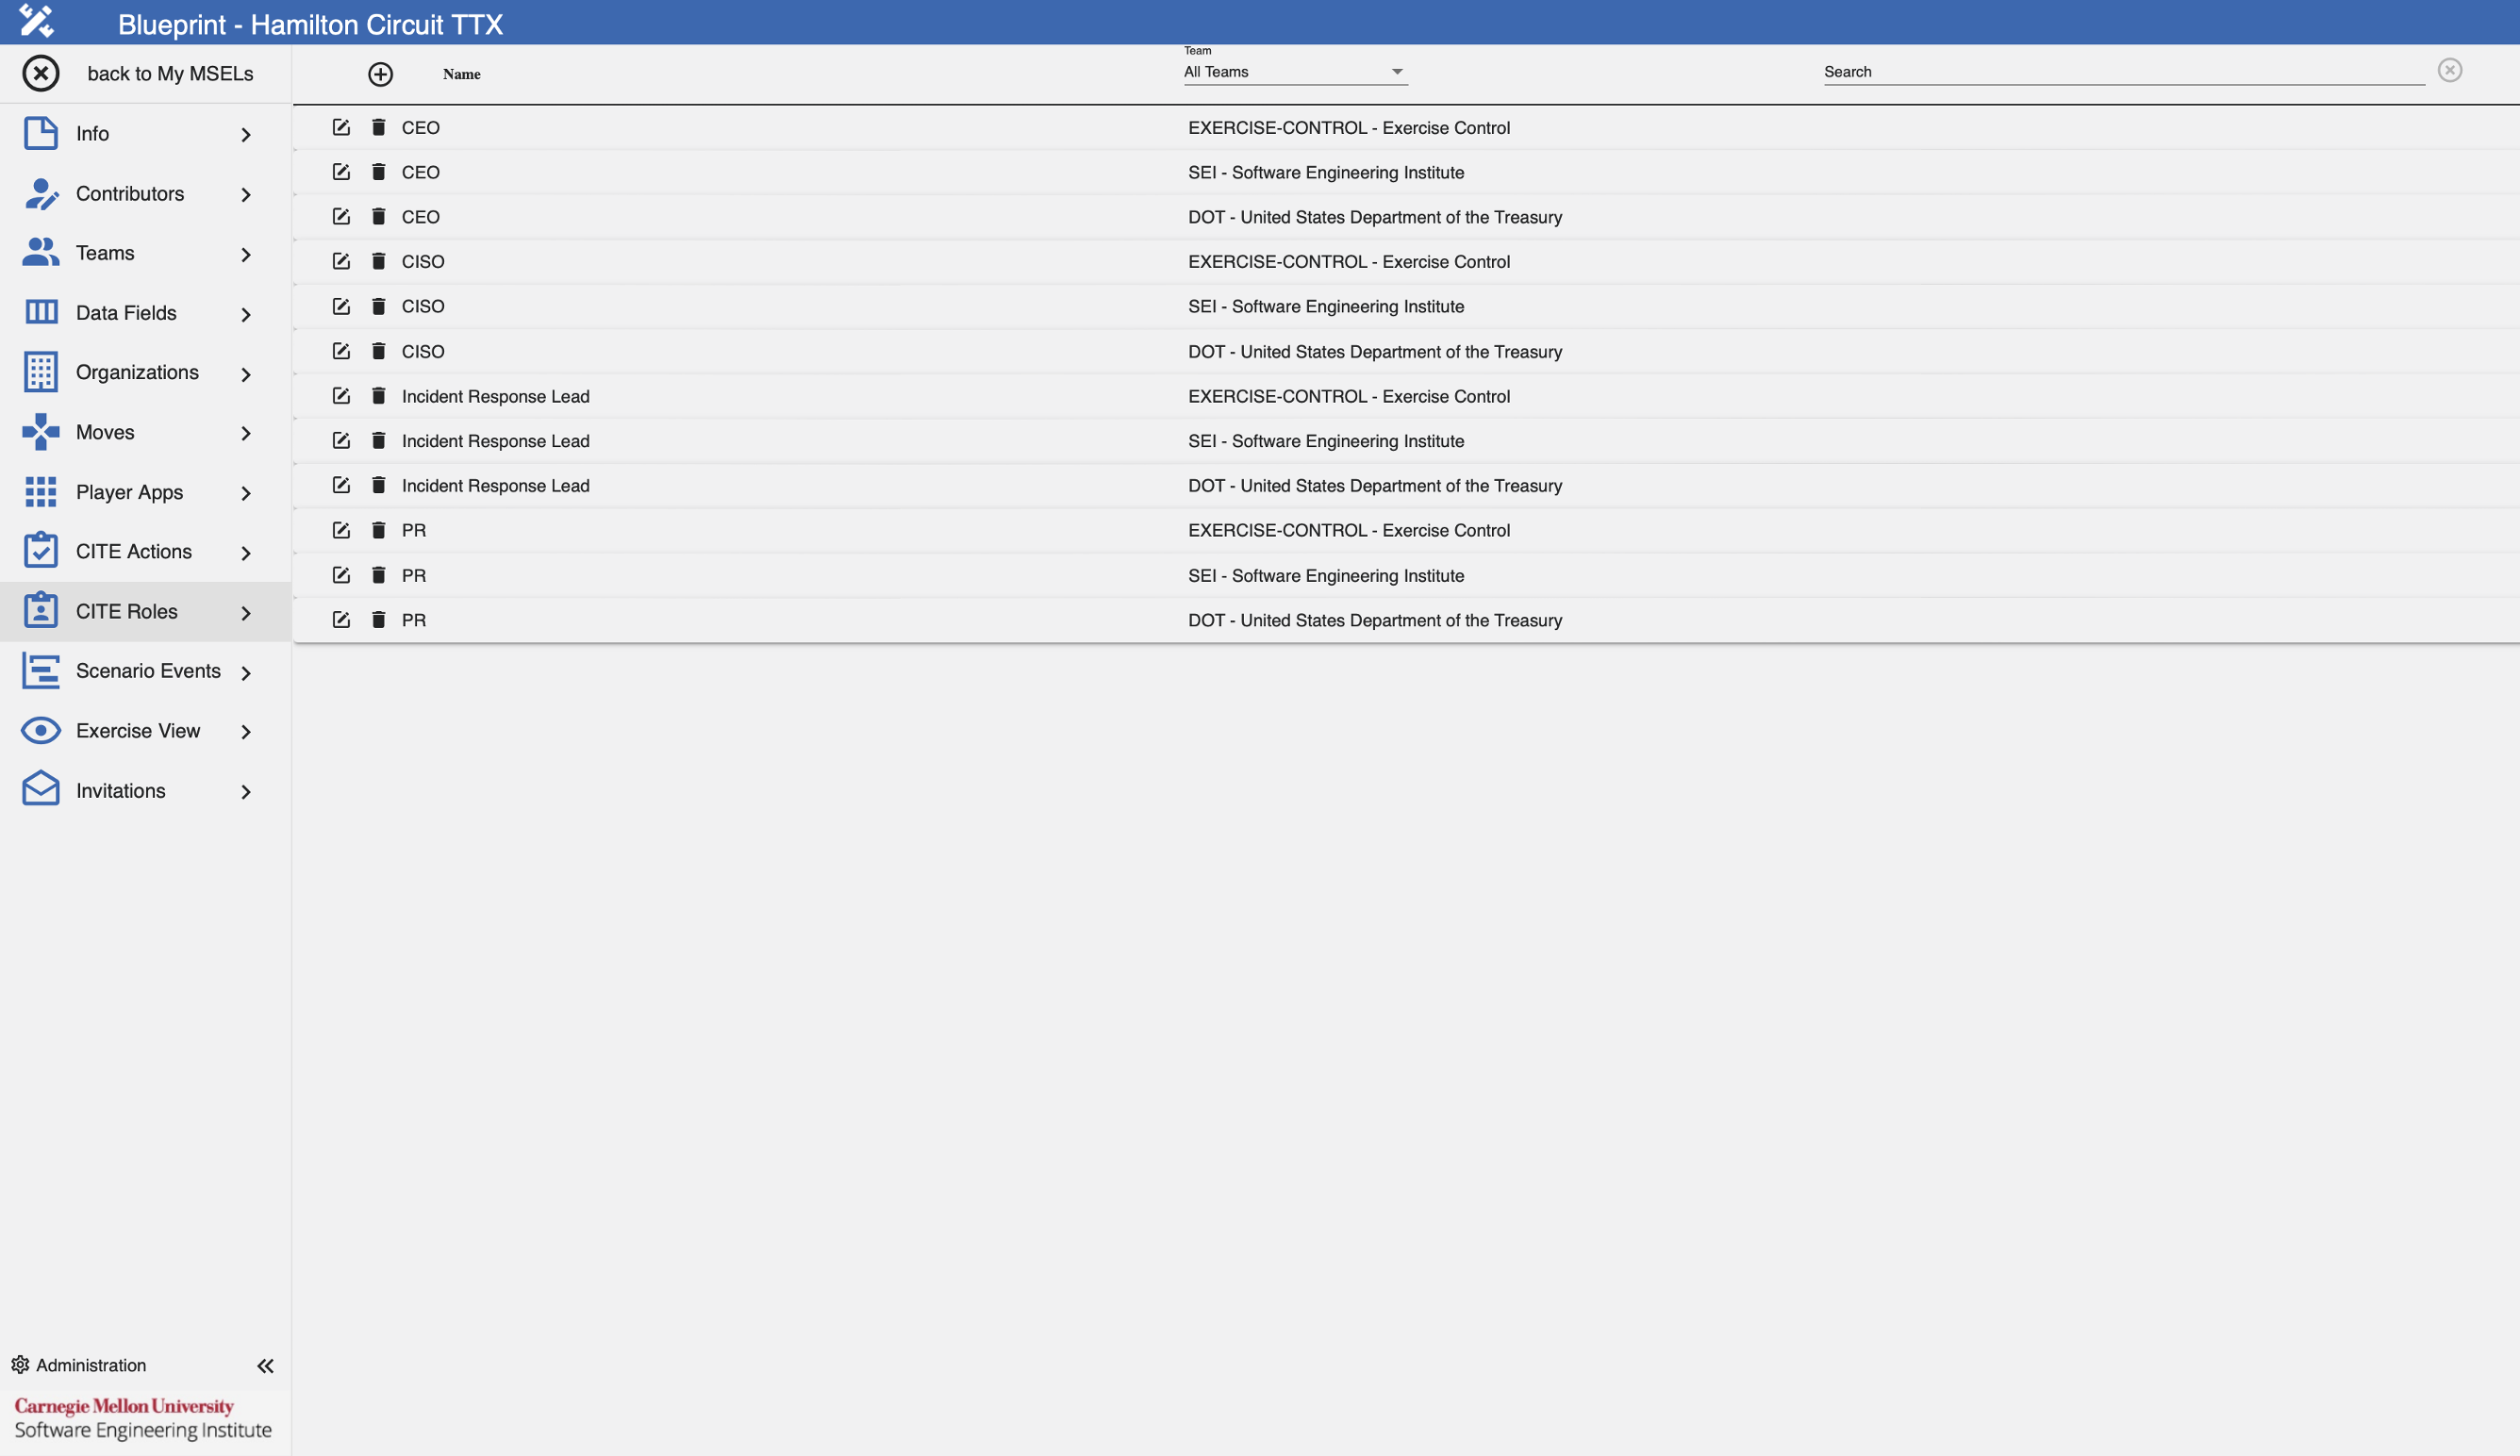 Blueprint - Hamilton Circuit TTX
back to My MSELs
Name
Team
All Teams
Search
Info
Contributors
Teams
Data Fields
Organizations
Moves
Player Apps
CITE Actions
CITE Roles
Scenario Events
Exercise View
Invitations
CEO EXERCISE-CONTROL - Exercise Control
CEO SEI - Software Engineering Institute
CEO DOT - United States Department of the Treasury
CISO EXERCISE-CONTROL - Exercise Control
CISO SEI - Software Engineering Institute
CISO DOT - United States Department of the Treasury
Incident Response Lead EXERCISE-CONTROL - Exercise Control
Incident Response Lead SEI - Software Engineering Institute
Incident Response Lead DOT - United States Department of the Treasury
PR EXERCISE-CONTROL - Exercise Control
PR SEI - Software Engineering Institute
PR DOT - United States Department of the Treasury
Administration
Carnegie Mellon University
Software Engineering Institute